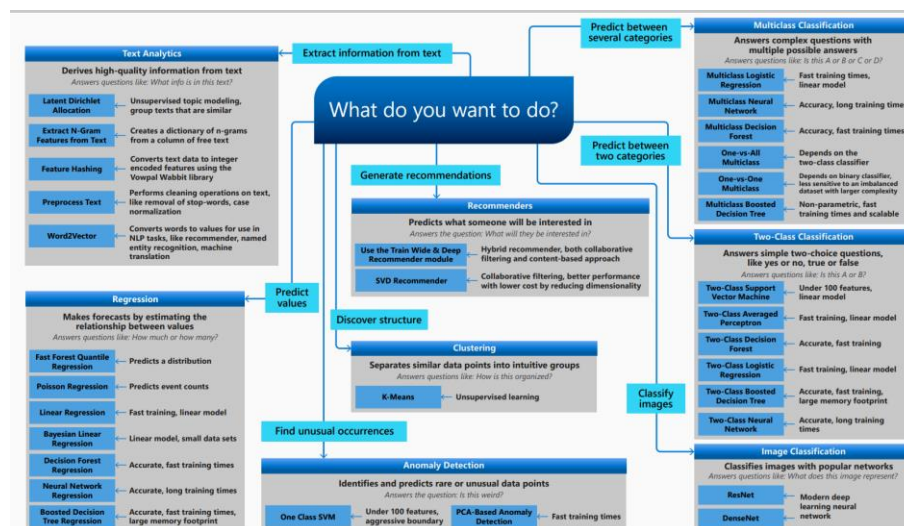 What do you want to do?
Extract information from text
Text Analytics
Derives high-quality information from text
Answers questions like: What info is in this text?
Latent Dirichlet
Allocation
Unsupervised topic modeling,
group texts that are similar
Extract N-Gram
Features from Text
Creates a dictionary of n-grams
from a column of free text
Feature Hashing
Converts text data to integer
encoded features using the
Vowpal Wabbit library
Preprocess Text
Performs cleaning operations on text,
like removal of stop-words, case
normalization
Word2Vector
Converts words to values for use in
NLP tasks, like recommender, named
entity recognition, machine
translation
Predict
values
Regression
Makes forecasts by estimating the
relationship between values
Answers questions like: How much or how many?
Fast Forest Quantile
Regression
Predicts a distribution
Poisson Regression
Predicts event counts
Linear Regression
Fast training, linear model
Bayesian Linear
Regression
Linear model, small data sets
Decision Forest
Regression
Accurate, fast training times
Neural Network
Regression
Accurate, long training times
Boosted Decision
Tree Regression
Accurate, fast training times,
large memory footprint
Generate recommendations
Recommenders
Predicts what someone will be interested in
Answers the question: What will they be interested in?
Use the Train Wide & Deep
Recommender module
Hybrid recommender, both collaborative
filtering and content-based approach
SVD Recommender
Collaborative filtering, better performance
with lower cost by reducing dimensionality
Discover structure
Clustering
Separates similar data points into intuitive groups
Answers questions like: How is this organized?
K-Means
Unsupervised learning
Find unusual occurrences
Anomaly Detection
Identifies and predicts rare or unusual data points
Answers the question: Is this weird?
One Class SVM
Under 100 features,
aggressive boundary
PCA-Based Anomaly
Detection
Fast training times
Predict between
several categories
Multiclass Classification
Answers complex questions with
multiple possible answers
Answers questions like: Is this A or B or C or D?
Multiclass Logistic
Regression
Fast training times,
linear model
Multiclass Neural
Network
Accuracy, long training times
Multiclass Decision
Forest
Accuracy, fast training times
One-vs-All
Multiclass
Depends on the
two-class classifier
One-vs-One
Multiclass
Depends on binary classifier,
less sensitive to an imbalanced
dataset with larger complexity
Multiclass Boosted
Decision Tree
Non-parametric, fast
training times and scalable
Predict between
two categories
Two-Class Classification
Answers simple two-choice questions,
like yes or no, true or false
Answers questions like: Is this A or B?
Two-Class Support
Vector Machine
Under 100 features,
linear model
Two-Class Averaged
Perceptron
Fast training, linear model
Two-Class Decision
Forest
Accurate, fast training
Two-Class Logistic
Regression
Fast training, linear model
Two-Class Boosted
Decision Tree
Accurate, fast training,
large memory footprint
Two-Class Neural
Network
Accurate, long training
times
Classify
images
Image Classification
Classifies images with popular networks
Answers questions like: What does this image represent?
ResNet
DenseNet
Modern deep
learning neural
network